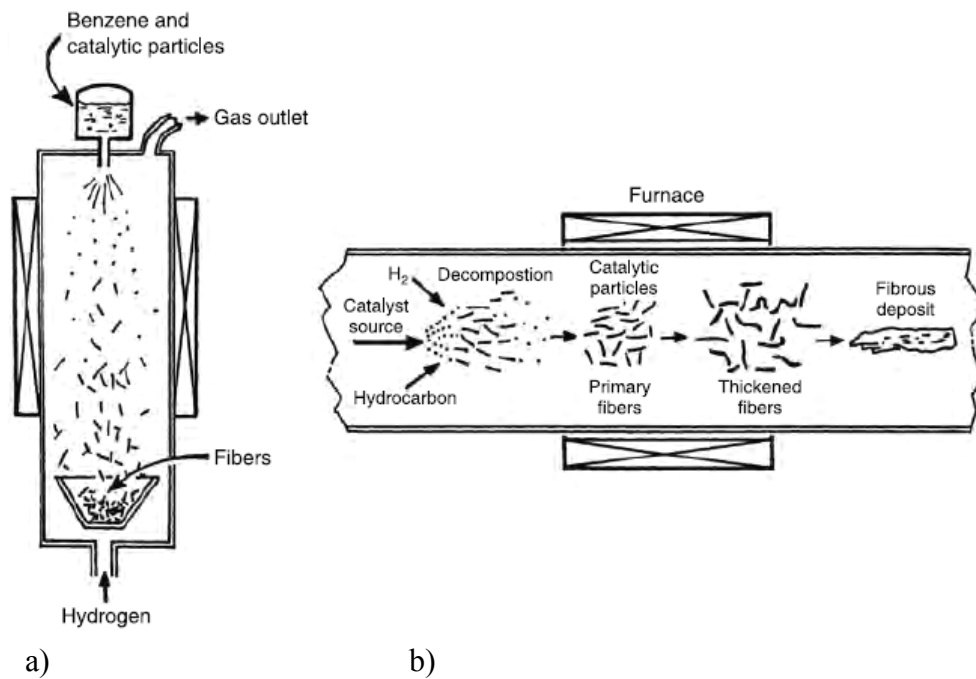 Benzene and
catalytic particles
Gas outlet
Fibers
Hydrogen
a)
Furnace
H2
Decompostion
Catalyst
source
Hydrocarbon
Catalytic
particles
Primary
fibers
Thickened
fibers
Fibrous
deposit
b)